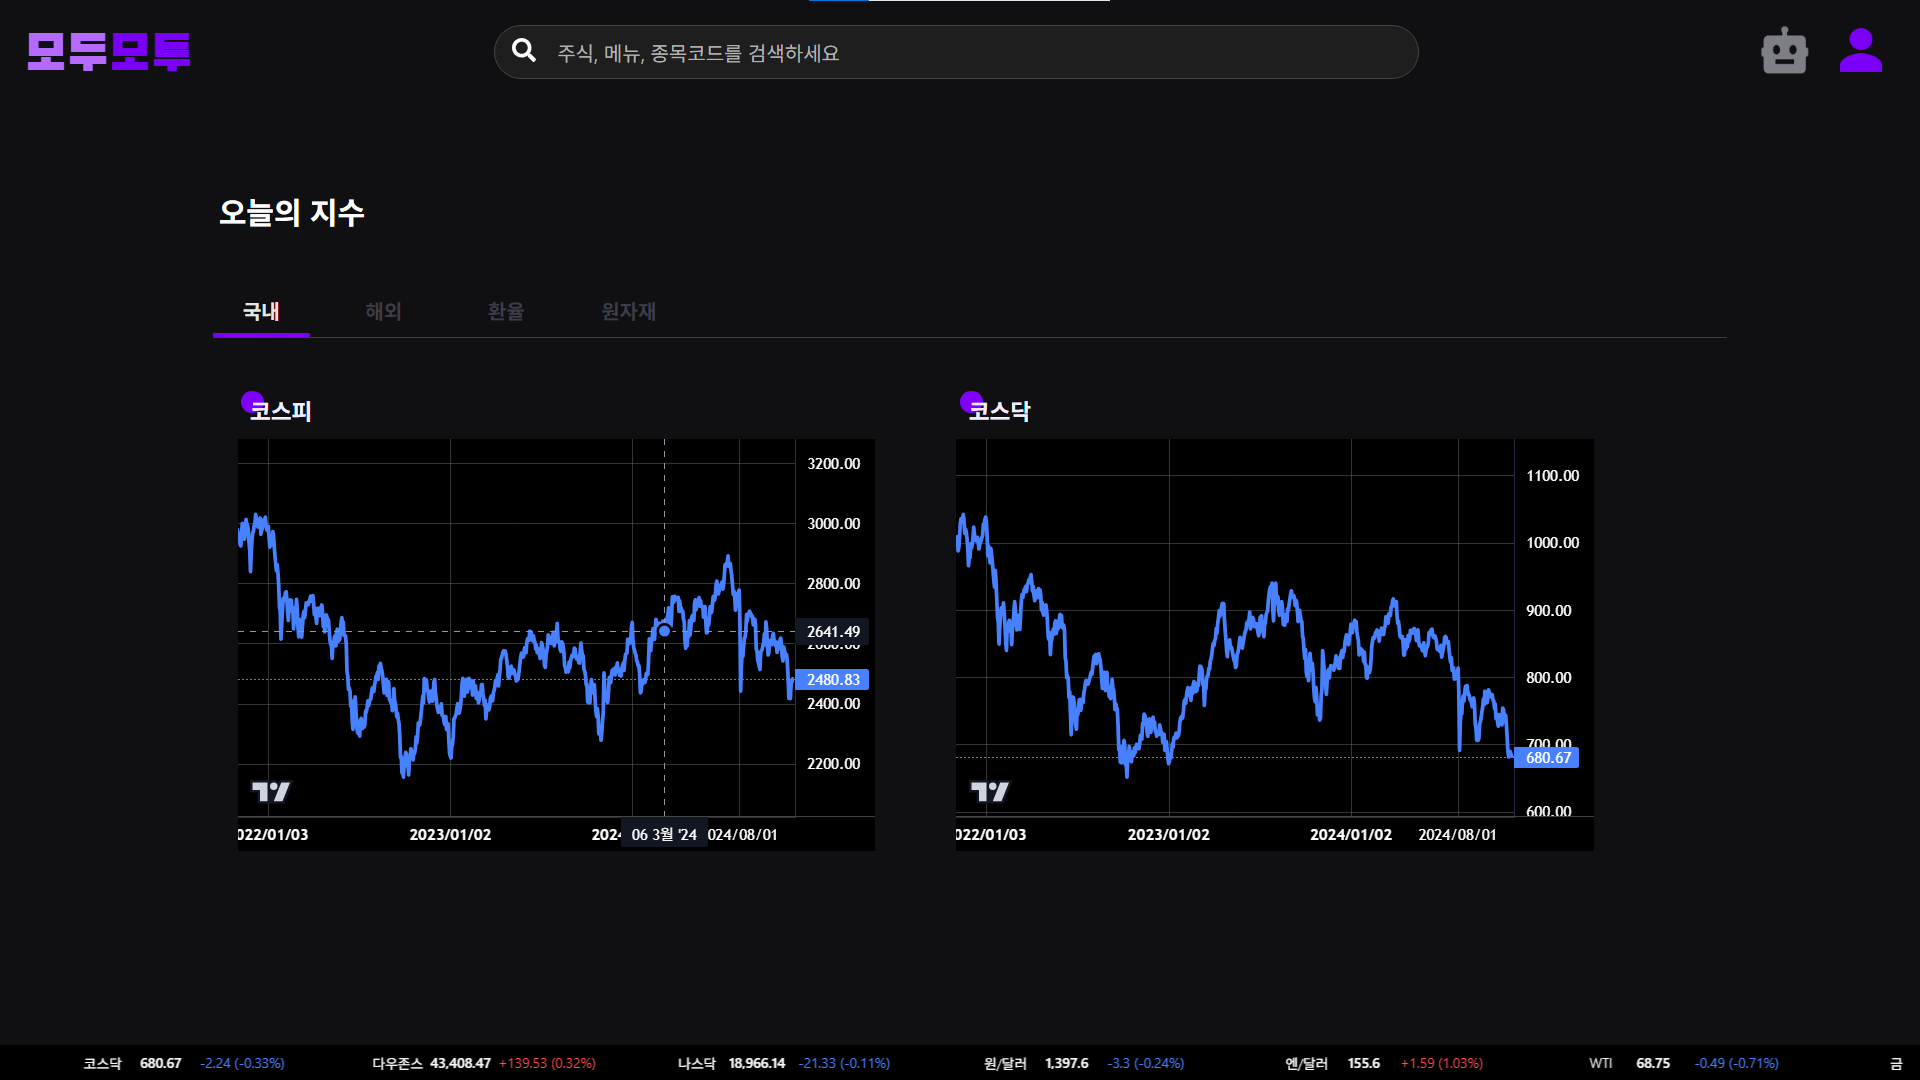 모두모투
주식, 메뉴, 종목코드를 검색하세요
오늘의 지수
국내 해외 환율 원자재
코스피
3200.00
3000.00
2800.00
2641.49
2480.83
2400.00
2200.00
022/01/03 2023/01/02 2024 06 3월 '24 024/08/01
코스닥
1100.00
1000.00
900.00
800.00
700.00
680.67
600.00
022/01/03 2023/01/02 2024/01/02 2024/08/01
코스닥 680.67 -2.24 (-0.33%) 다우존스 43,408.47 +139.53 (0.32%) 나스닥 18,966.14 -21.33 (-0.11%) 원/달러 1,397.6 -3.3 (-0.24%) 엔/달러 155.6 +1.59 (1.03%) WTI 68.75 -0.49 (-0.71%) 금